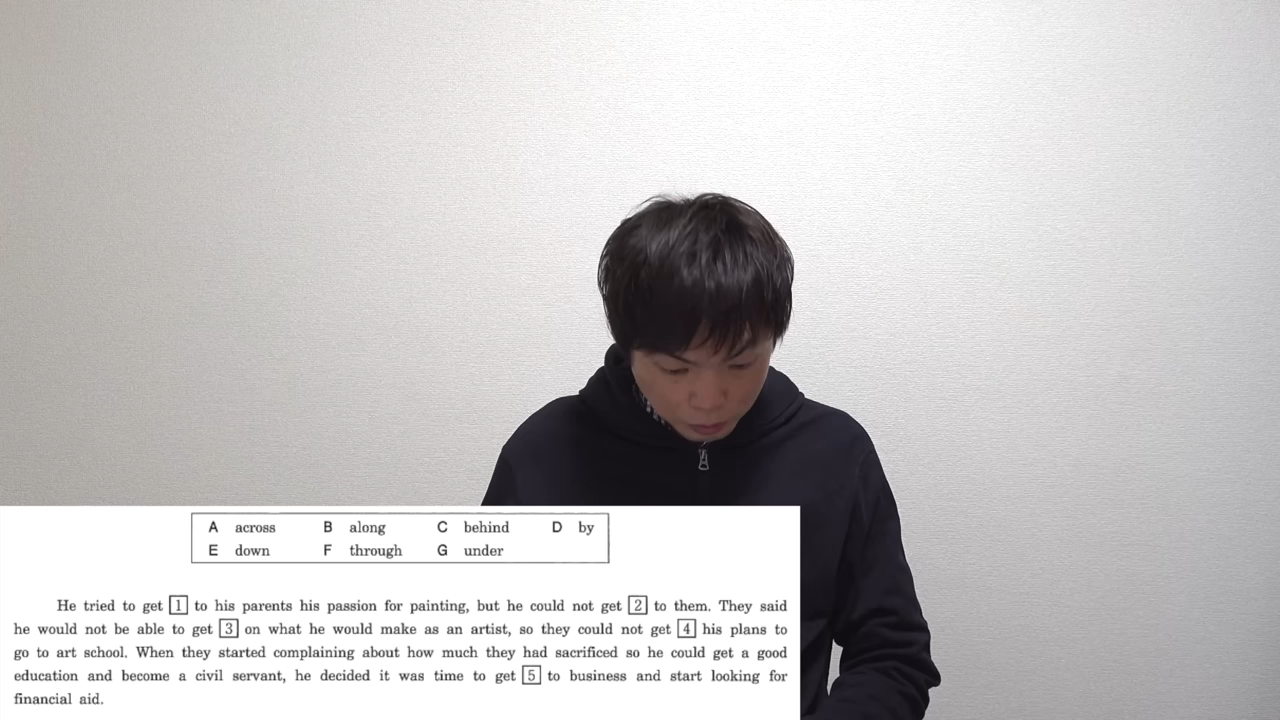 A across B along C behind D by
E down F through G under
He tried to get 1 to his parents his passion for painting, but he could not get 2 to them. They said
he would not be able to get 3 on what he would make as an artist, so they could not get 4 his plans to
go to art school. When they started complaining about how much they had sacrificed so he could get a good
education and become a civil servant, he decided it was time to get 5 to business and start looking for
financial aid.